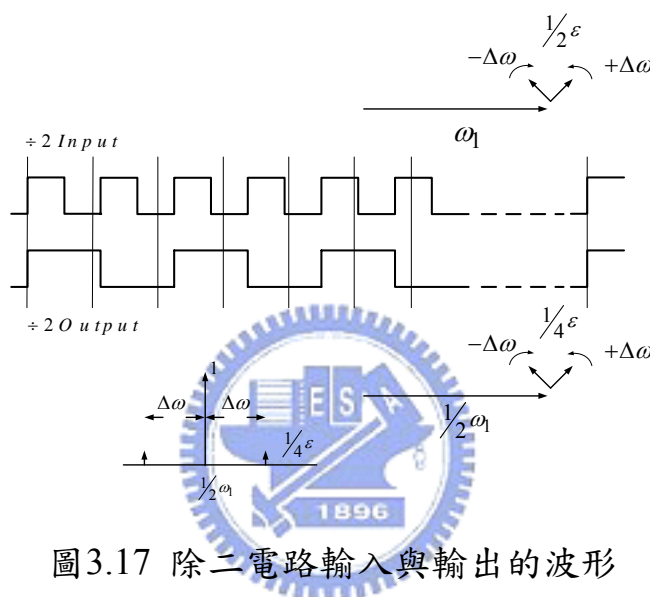 ½ε
−Δω +Δω
ω₁
÷2 Input
÷2 Output
¼ε
−Δω +Δω
½ω₁
1
Δω Δω
¼ε
½ω₁
E S
1896
圖3.17 除二電路輸入與輸出的波形